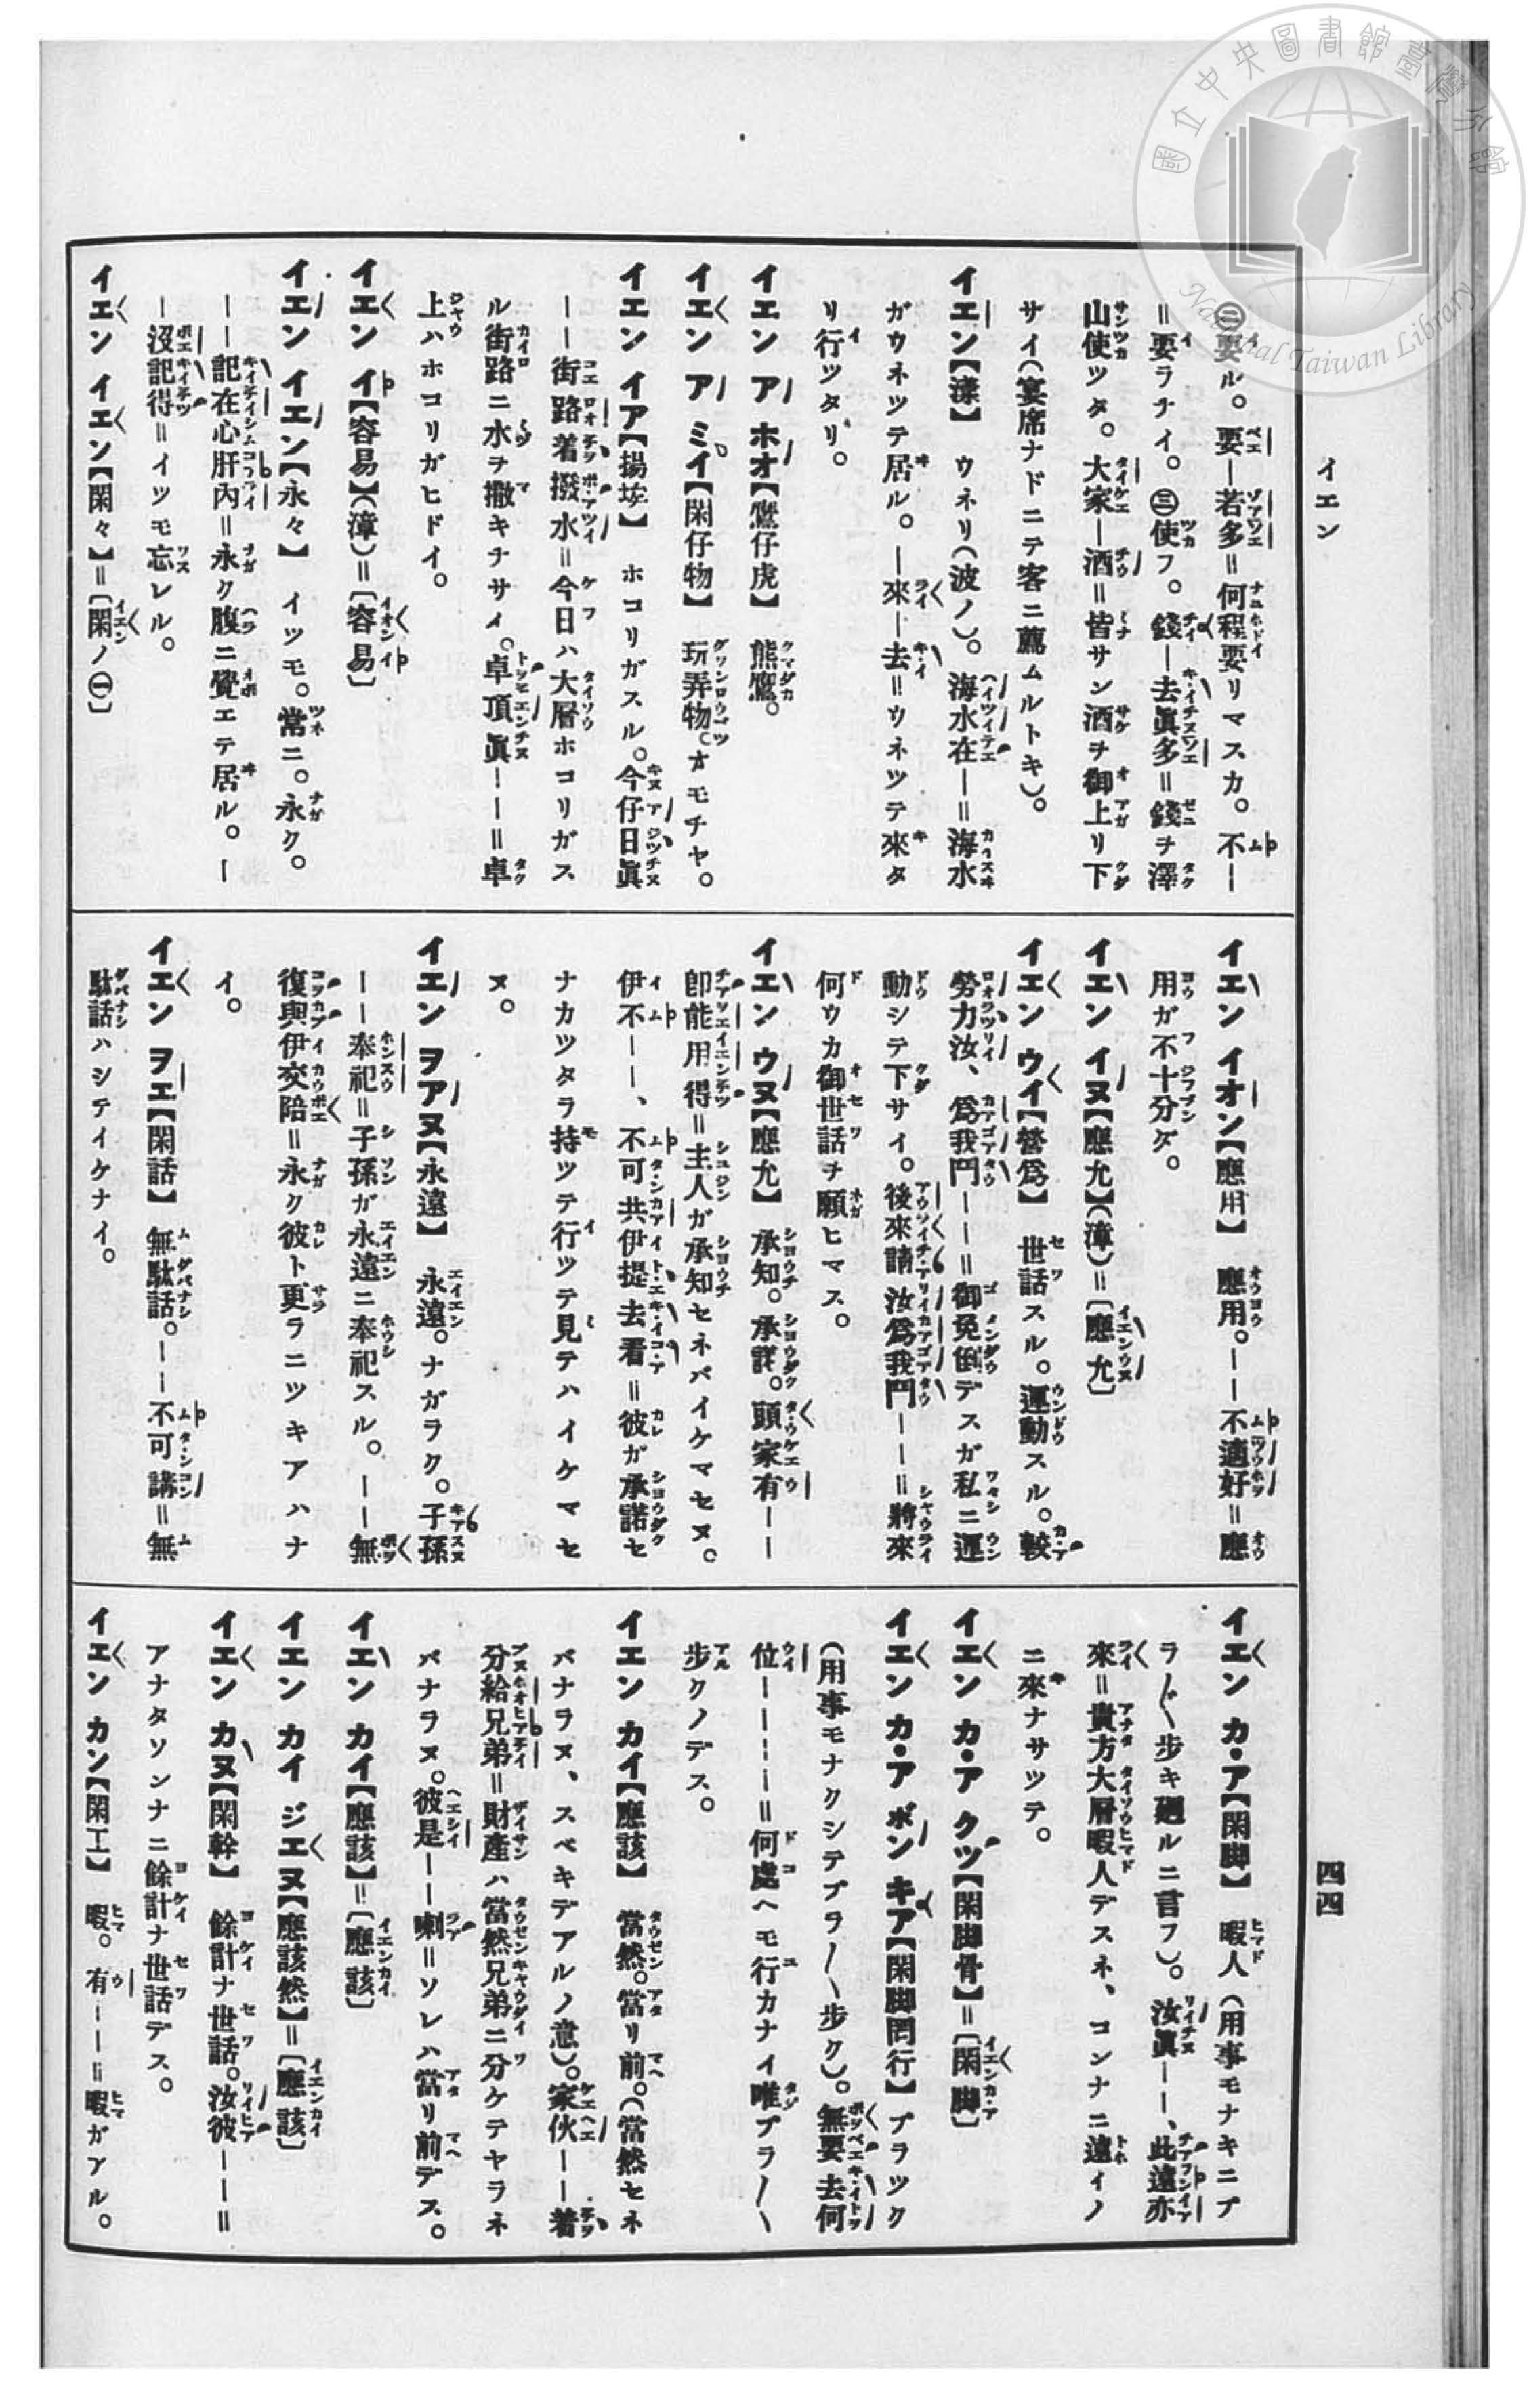 イエン
四四
㊁要ル。要—若多＝何程要リマスカ。不—
＝要ラナイ。㊂使フ。錢—去眞多＝錢ヲ澤
山使ツタ。大家—酒＝皆サン酒ヲ御上リ下
サイ(宴席ナドニテ客ニ薦ムルトキ)。
イエン【漾】 ウネリ(波ノ)。海水在—＝海水
ガウネツテ居ル。—來—去＝ウネツテ來タ
リ行ツタリ。
イエン ア ホオ【鷹仔虎】 熊鷹。
イエン ア ミイ【閑仔物】 玩弄物。オモチヤ。
イエン イア【揚埃】 ホコリガスル。今仔日眞
——街路着撥水＝今日ハ大層ホコリガス
ル街路ニ水ヲ撒キナサイ。卓頂眞——＝卓
上ハホコリガヒドイ。
イエン イ【容易】(漳)＝〔容易〕
イエン イエン【永々】 イツモ。常ニ。永ク。
——記在心肝內＝永ク腹ニ覺エテ居ル。—
—沒記得＝イツモ忘レル。
イエン イエン【閑々】＝〔閑ノ㊀〕
イエン イオン【應用】 應用。——不適好＝應
用ガ不十分ダ。
イエン イヌ【應允】(漳)＝〔應允〕
イエン ウイ【營爲】 世話スル。運動スル。較
勞力汝、爲我鬥——＝御免倒デスガ私ニ運
動シテ下サイ。後來請汝爲我鬥——＝將來
何ウカ御世話ヲ願ヒマス。
イエン ウヌ【應允】 承知。承諾。頭家有——
卽能用得＝主人ガ承知セネバイケマセヌ。
伊不——、不可共伊提去看＝彼ガ承諾セ
ナカツタラ持ツテ行ツテ見テハイケマセ
ヌ。
イエン ヲアヌ【永遠】 永遠。ナガラク。子孫
——奉祀＝子孫ガ永遠ニ奉祀スル。——無
復與伊交陪＝永ク彼ト更ラニツキアハナ
イ。
イエン ヲエ【閑話】 無駄話。——不可講＝無
駄話ハシテイケナイ。
イエン カ・ア【閑脚】 暇人(用事モナキニブ
ラ〱步キ廻ルニ言フ)。汝眞——、此遠亦
來＝貴方大層暇人デスネ、コンナニ遠イノ
ニ來ナサツテ。
イエン カ・ア クツ【閑脚骨】＝〔閑脚〕
イエン カ・ア ボン キア【閑脚罔行】 ブラツク
(用事モナクシテブラ〱步ク)。無要去何
位————＝何處ヘモ行カナイ唯ブラ〱
步クノデス。
イエン カイ【應該】 當然。當リ前。(當然セネ
バナラヌ、スベキデアルノ意)。家伙——着
分給兄弟＝財產ハ當然兄弟ニ分ケテヤラネ
バナラヌ。彼是——喇＝ソレハ當リ前デス。
イエン カイ【應該】＝〔應該〕
イエン カイ ジエヌ【應該然】＝〔應該〕
イエン カヌ【閑幹】 餘計ナ世話。汝彼——＝
アナタソンナニ餘計ナ世話デス。
イエン カン【閑工】 暇。有——＝暇ガアル。
國立中央圖書館臺灣分館
National Taiwan Library